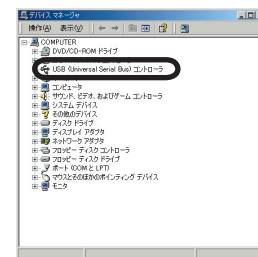 デバイス マネージャ
操作(A) 表示(V)
COMPUTER
DVD/CD-ROM ドライブ
USB (Universal Serial Bus) コントローラ
コンピュータ
サウンド、ビデオ、およびゲーム コントローラ
システム デバイス
その他のデバイス
ディスク ドライブ
ディスプレイ アダプタ
ネットワーク アダプタ
フロッピー ディスク コントローラ
フロッピー ディスク ドライブ
ポート (COM と LPT)
マウスとそのほかのポインティング デバイス
モニタ